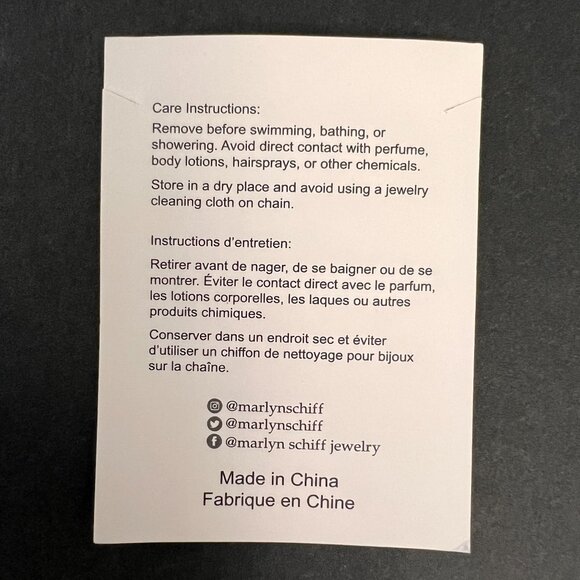 Care Instructions:
Remove before swimming, bathing, or
showering. Avoid direct contact with perfume,
body lotions, hairsprays, or other chemicals.
Store in a dry place and avoid using a jewelry
cleaning cloth on chain.
Instructions d'entretien:
Retirer avant de nager, de se baigner ou de se
montrer. Éviter le contact direct avec le parfum,
les lotions corporelles, les laques ou autres
produits chimiques.
Conserver dans un endroit sec et éviter
d'utiliser un chiffon de nettoyage pour bijoux
sur la chaîne.
@marlynschiff
@marlynschiff
@marlyn schiff jewelry
Made in China
Fabrique en Chine